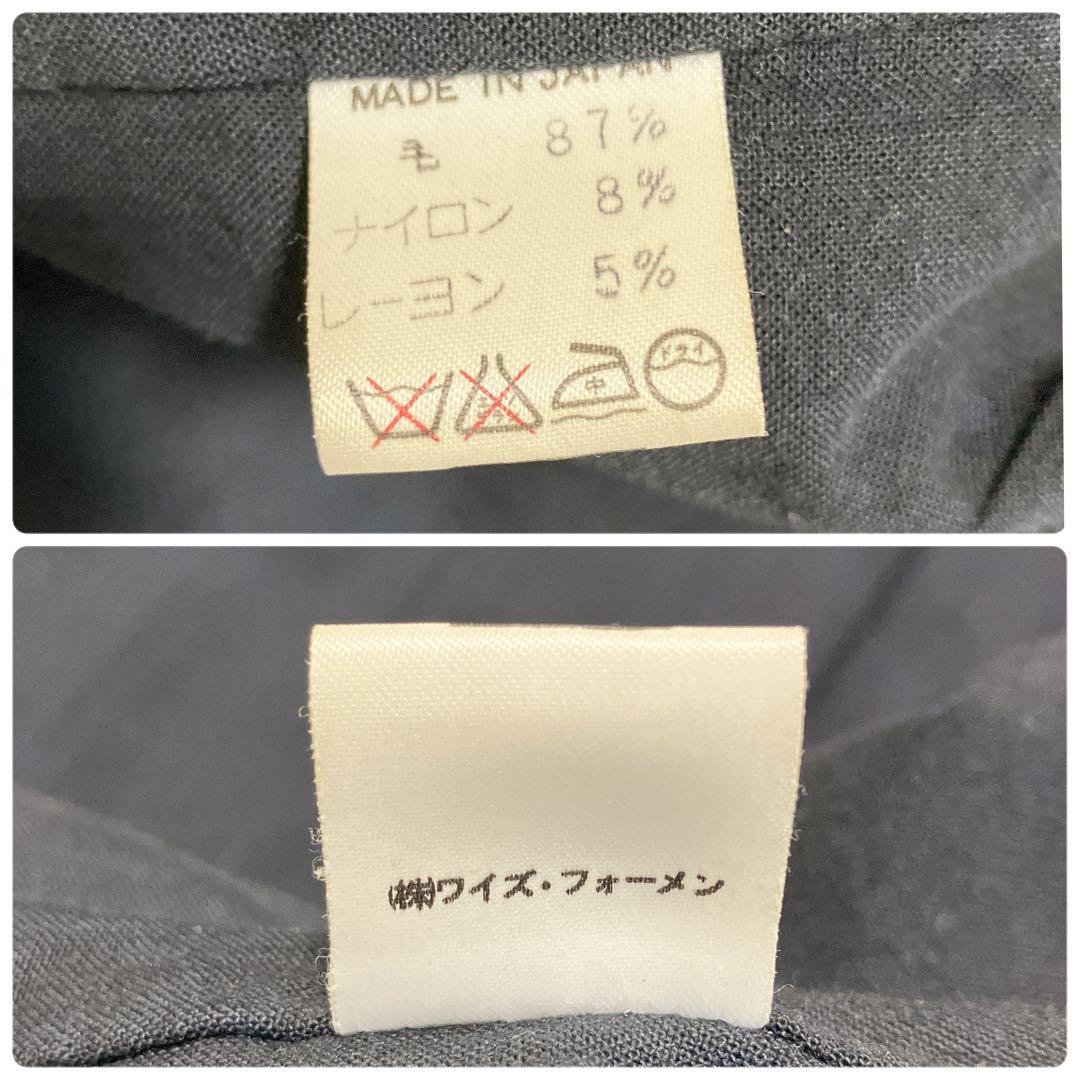 MADE IN JAPAN
毛 87%
ナイロン 8%
レーヨン 5%
中 ドライ
㈱ワイズ・フォーメン